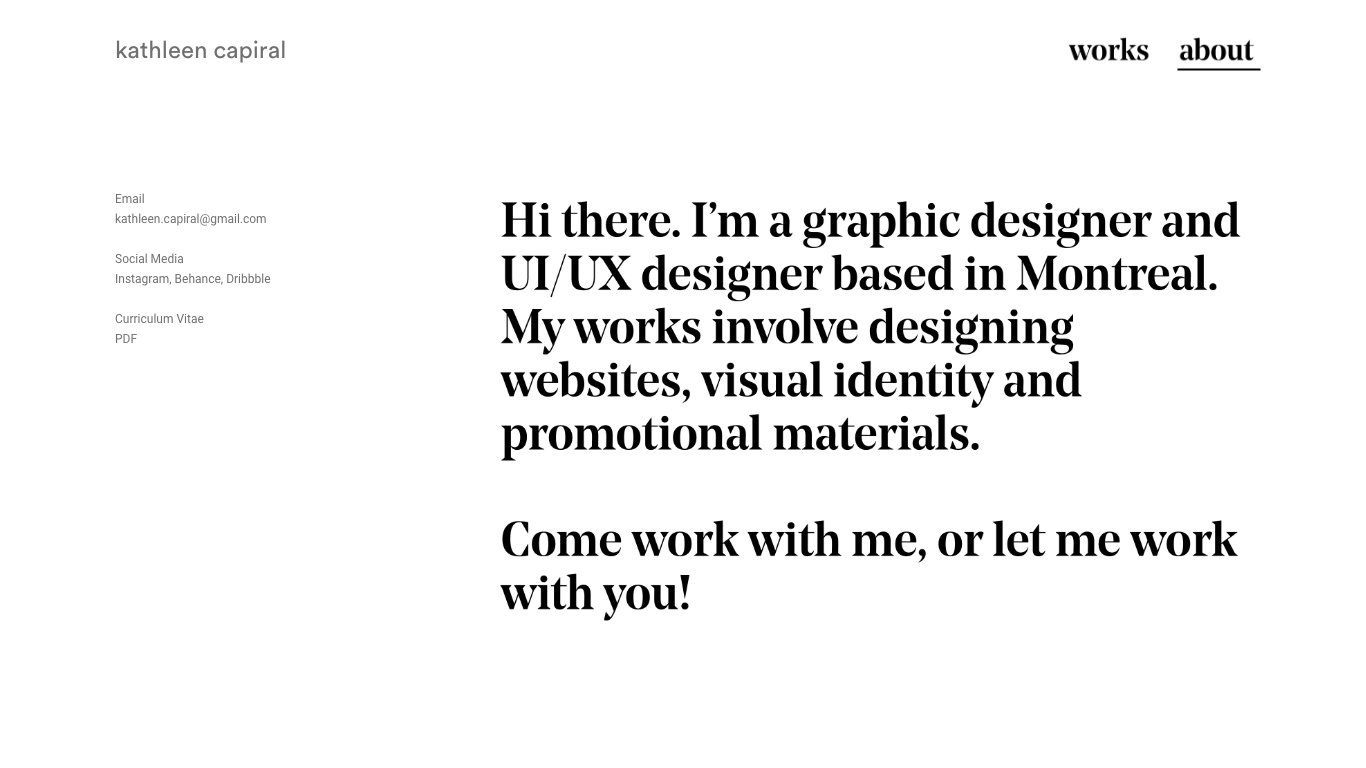 kathleen capiral
works
about
Email
kathleen.capiral@gmail.com
Social Media
Instagram, Behance, Dribbble
Curriculum Vitae
PDF
Hi there. I’m a graphic designer and
UI/UX designer based in Montreal.
My works involve designing
websites, visual identity and
promotional materials.
Come work with me, or let me work
with you!